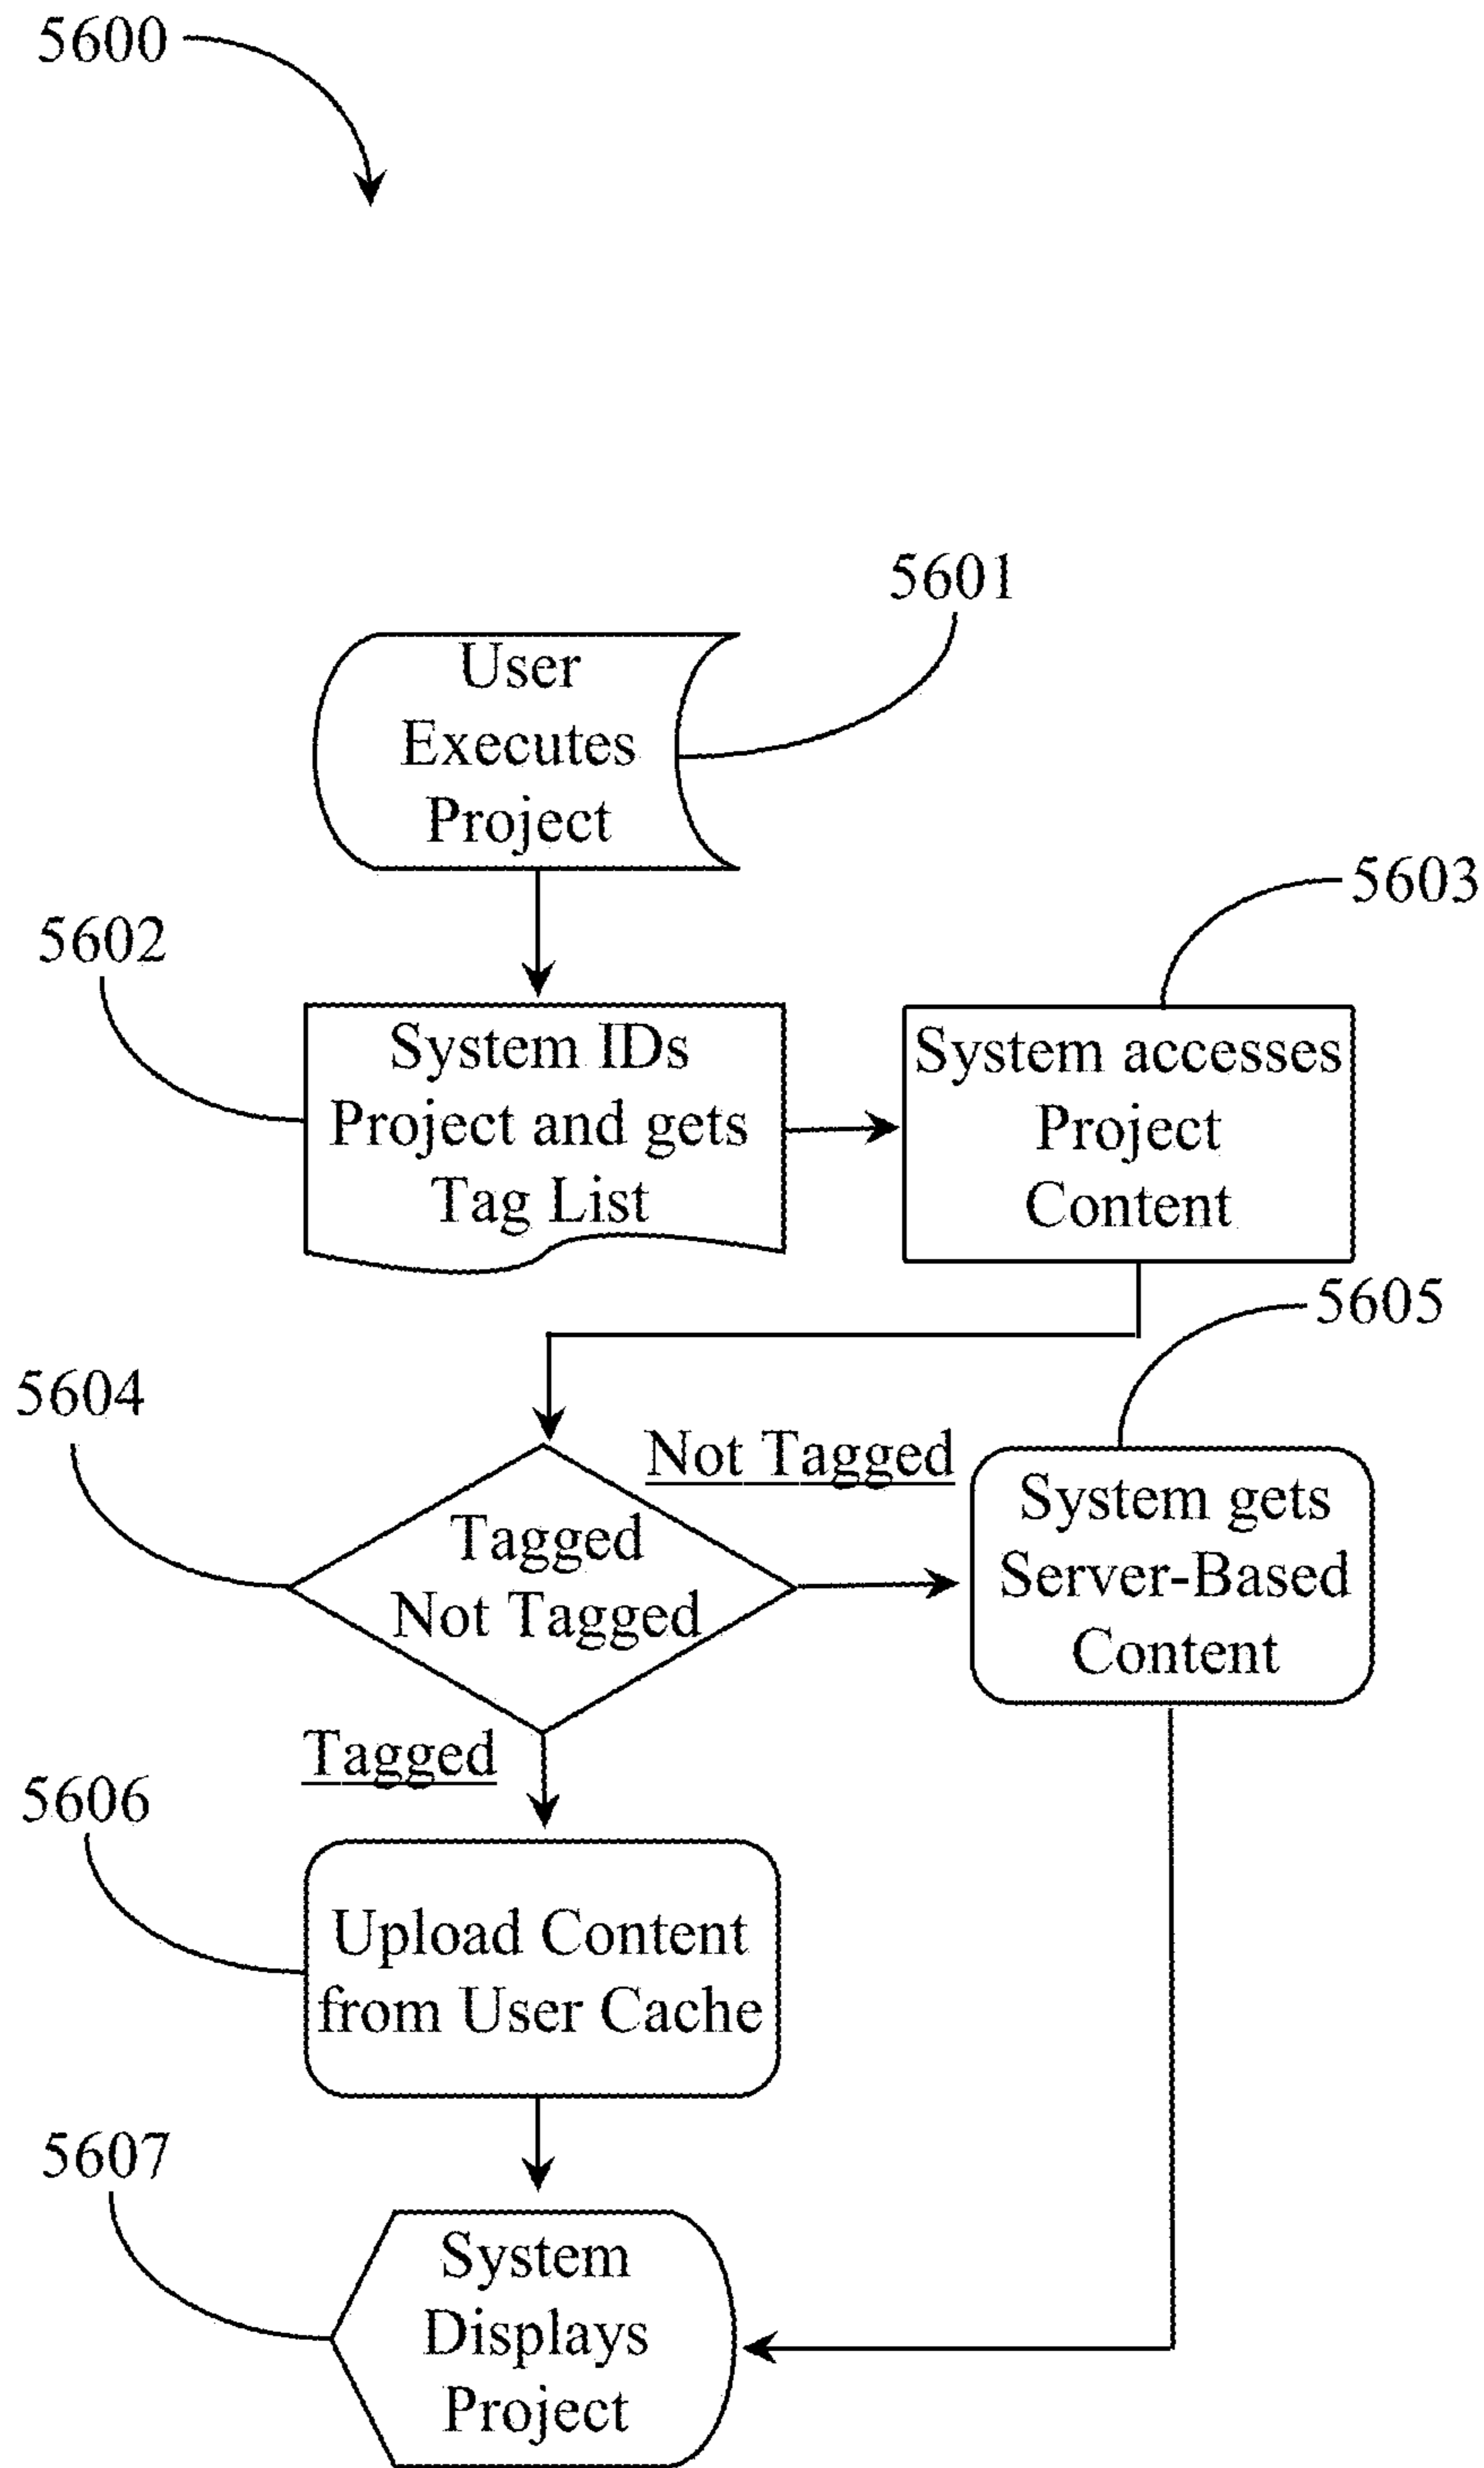 5600
5601
User
Executes
Project
5602
System IDs
Project and gets
Tag List
5603
System accesses
Project
Content
5604
Tagged
Not Tagged
Not Tagged
5605
System gets
Server-Based
Content
Tagged
5606
Upload Content
from User Cache
5607
System
Displays
Project